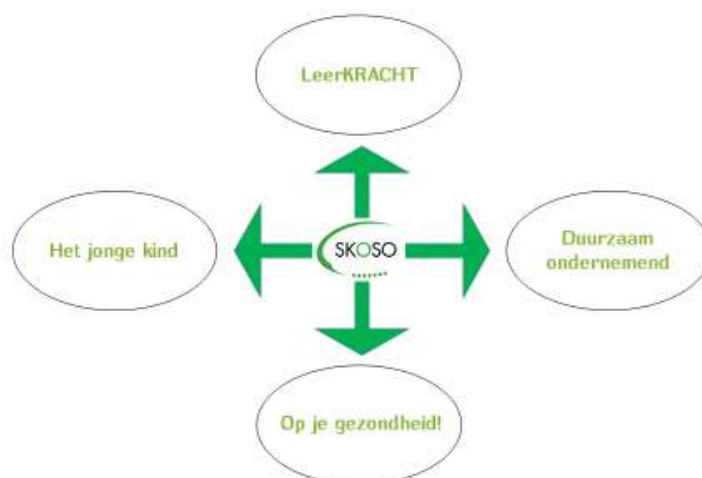 LeerKRACHT
Het jonge kind
SKOSO
Duurzaam
ondernemend
Op je gezondheid!